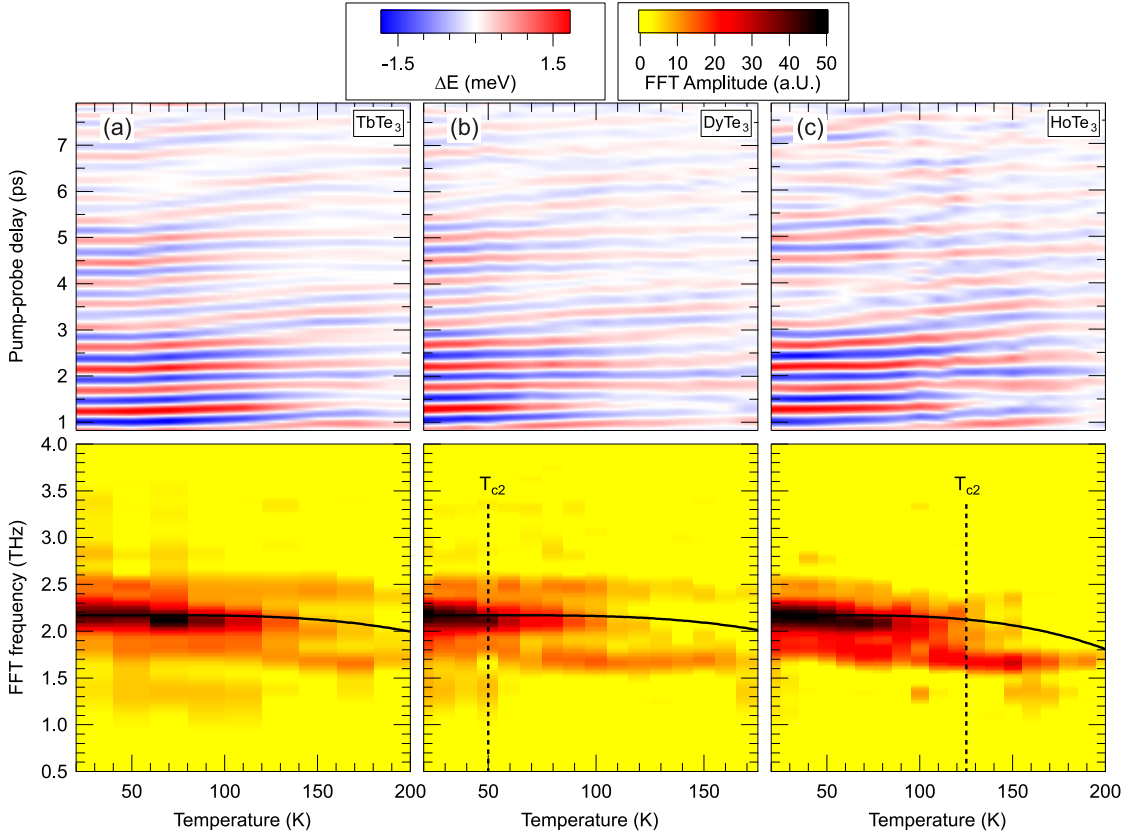 -1.5 1.5
ΔE (meV)
0 10 20 30 40 50
FFT Amplitude (a.U.)
(a) TbTe3
(b) DyTe3
(c) HoTe3
Pump-probe delay (ps)
7
6
5
4
3
2
1
FFT frequency (THz)
4.0
3.5
3.0
2.5
2.0
1.5
1.0
0.5
Tc2
Tc2
50 100 150 200
50 100 150
50 100 150 200
Temperature (K)
Temperature (K)
Temperature (K)